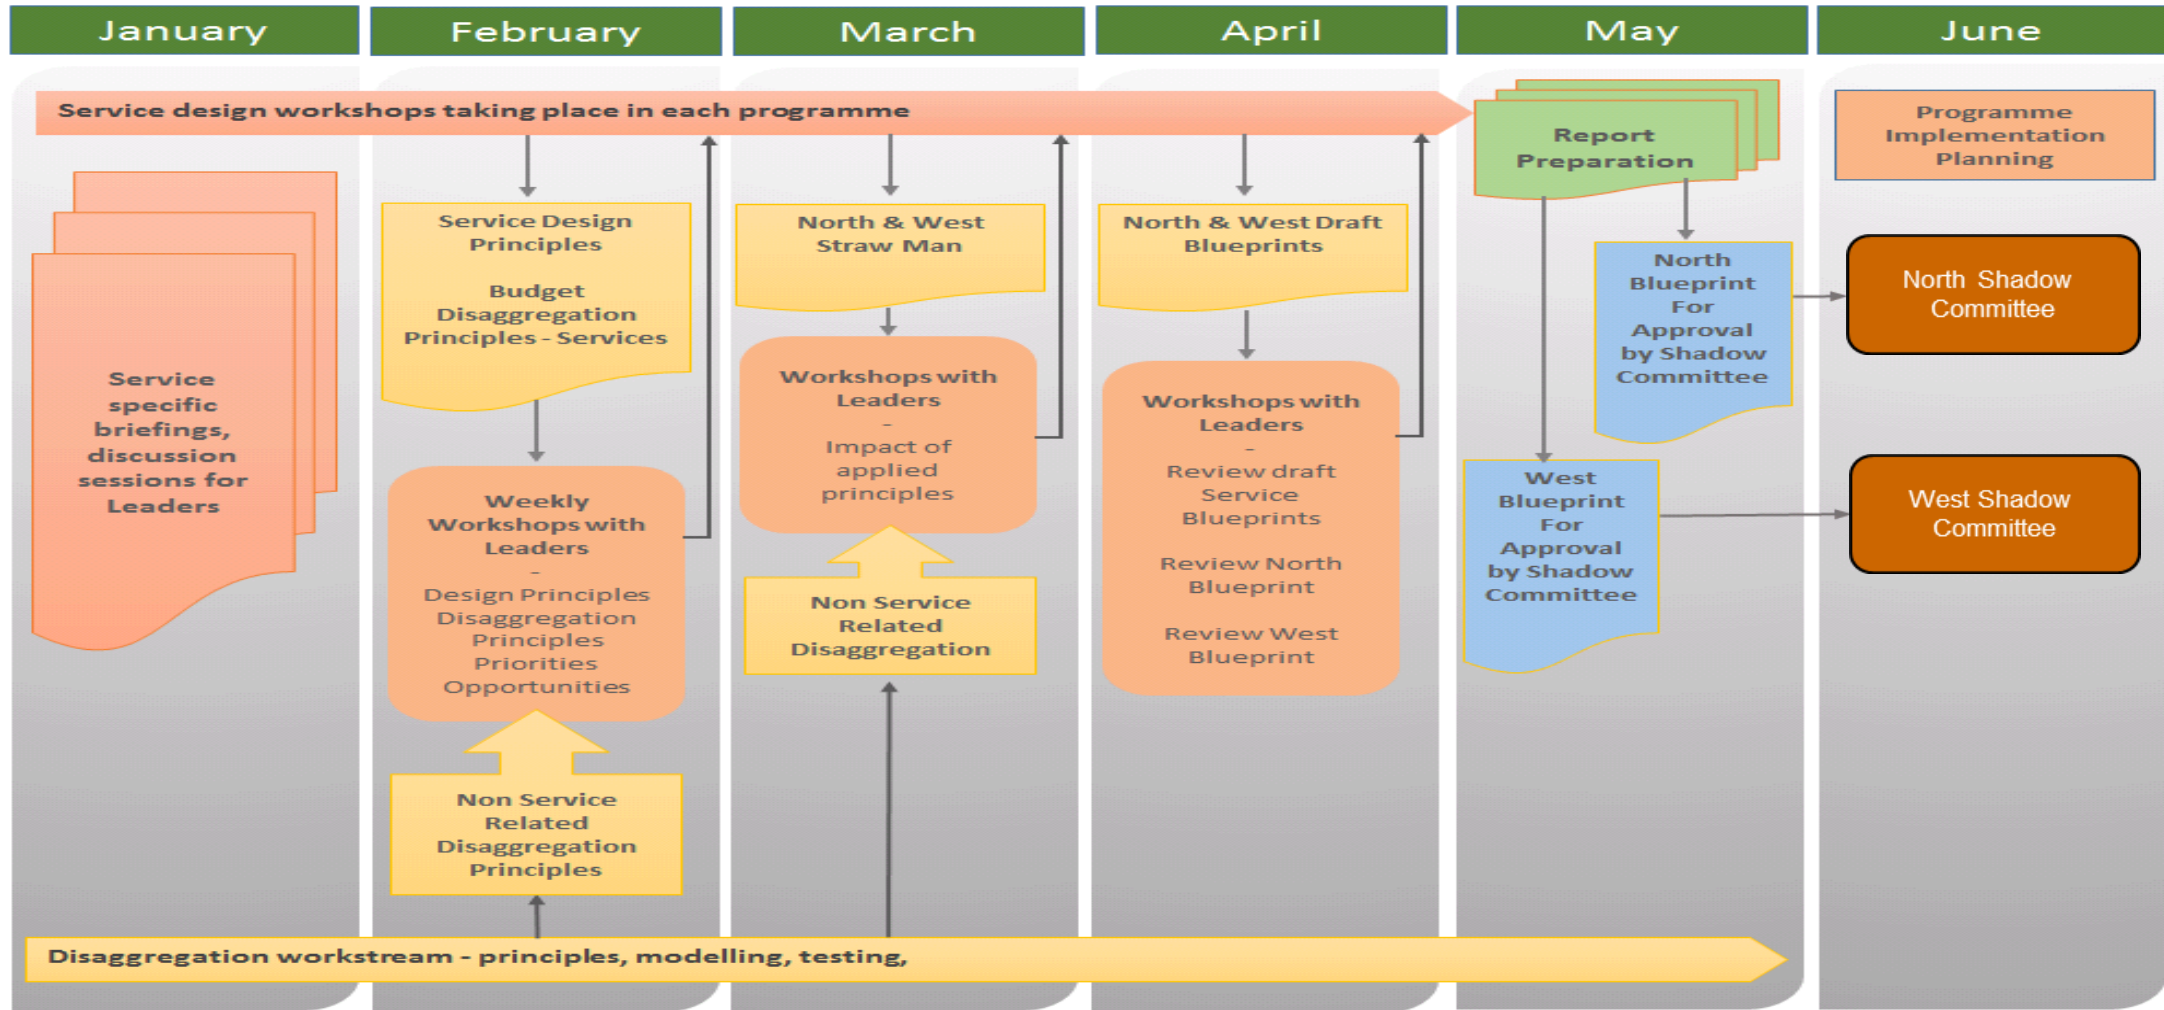 January
February
March
April
May
June
Service design workshops taking place in each programme
Service
specific
briefings,
discussion
sessions for
Leaders
Service Design
Principles
Budget
Disaggregation
Principles - Services
Weekly
Workshops with
Leaders
-
Design Principles
Disaggregation
Principles
Priorities
Opportunities
Non Service
Related
Disaggregation
Principles
North & West
Straw Man
Workshops with
Leaders
-
Impact of
applied
principles
Non Service
Related
Disaggregation
North & West Draft
Blueprints
Workshops with
Leaders
-
Review draft
Service
Blueprints
Review North
Blueprint
Review West
Blueprint
Report
Preparation
North
Blueprint
For
Approval
by Shadow
Committee
West
Blueprint
For
Approval
by Shadow
Committee
Programme
Implementation
Planning
North Shadow
Committee
West Shadow
Committee
Disaggregation workstream - principles, modelling, testing,